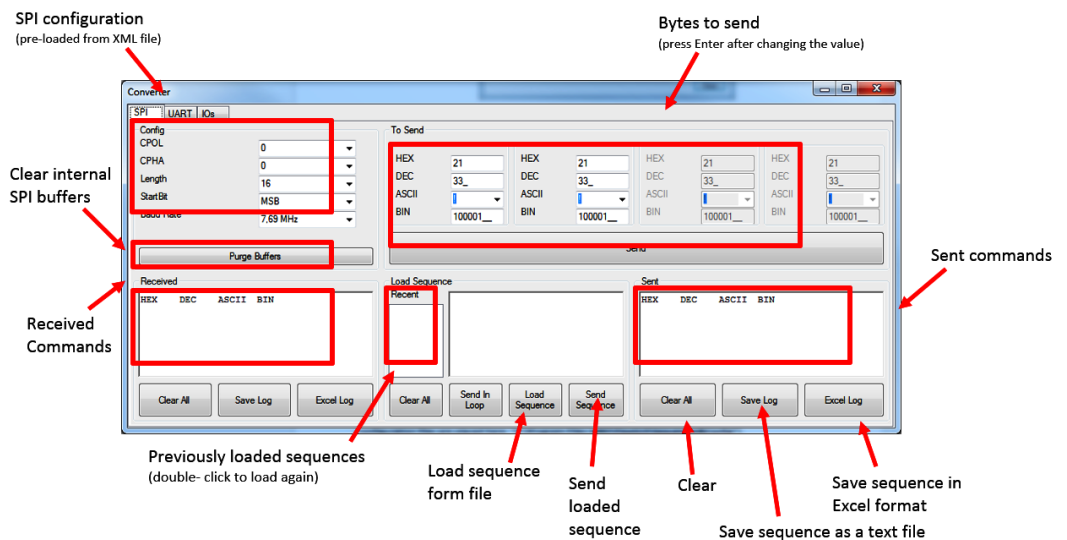 SPI configuration
(pre-loaded from XML file)
Bytes to send
(press Enter after changing the value)
Converter
SPI UART IOs
Config
CPOL 0
CPHA 0
Length 16
StartBit MSB
Baud Rate 7,69 MHz
Purge Buffers
To Send
HEX 21 HEX 21 HEX 21 HEX 21
DEC 33_ DEC 33_ DEC 33_ DEC 33_
ASCII ! ASCII ! ASCII ! ASCII !
BIN 100001__ BIN 100001__ BIN 100001__ BIN 100001__
Send
Clear internal
SPI buffers
Received
HEX DEC ASCII BIN
Clear All Save Log Excel Log
Load Sequence
Recent
Clear All Send In Loop Load Sequence Send Sequence
Sent
HEX DEC ASCII BIN
Clear All Save Log Excel Log
Sent commands
Received
Commands
Previously loaded sequences
(double- click to load again)
Load sequence
form file
Send
loaded
sequence
Clear
Save sequence as a text file
Save sequence in
Excel format